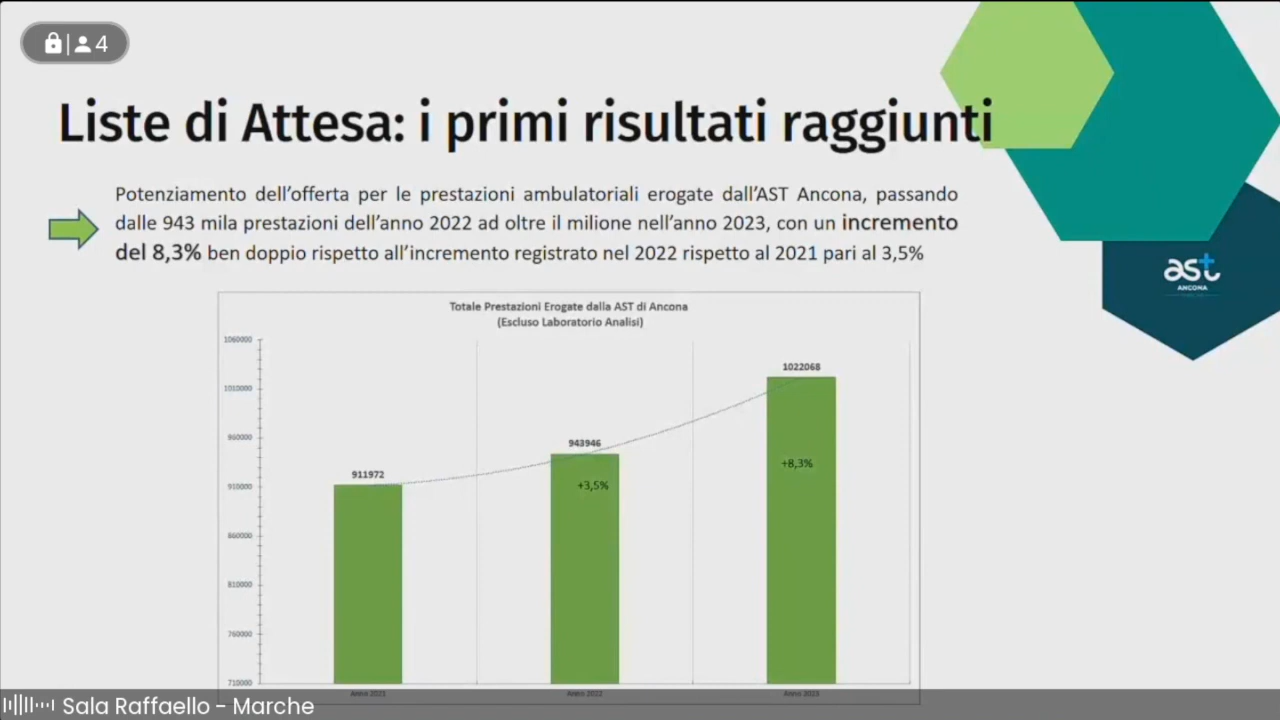 4
Liste di Attesa: i primi risultati raggiunti
Potenziamento dell'offerta per le prestazioni ambulatoriali erogate dall'AST Ancona, passando
dalle 943 mila prestazioni dell'anno 2022 ad oltre il milione nell'anno 2023, con un incremento
del 8,3% ben doppio rispetto all'incremento registrato nel 2022 rispetto al 2021 pari al 3,5%
ast
ANCONA
Totale Prestazioni Erogate dalla AST di Ancona
(Escluso Laboratorio Analisi)
1060000
1010000
960000
910000
860000
810000
760000
710000
911972
943946
+3,5%
1022068
+8,3%
Anno 2021
Anno 2022
Anno 2023
Sala Raffaello - Marche